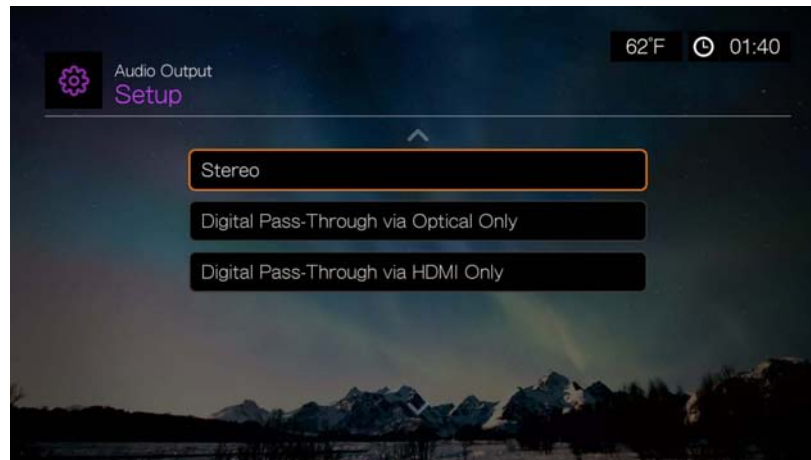 62°F 01:40
Audio Output
Setup
Stereo
Digital Pass-Through via Optical Only
Digital Pass-Through via HDMI Only